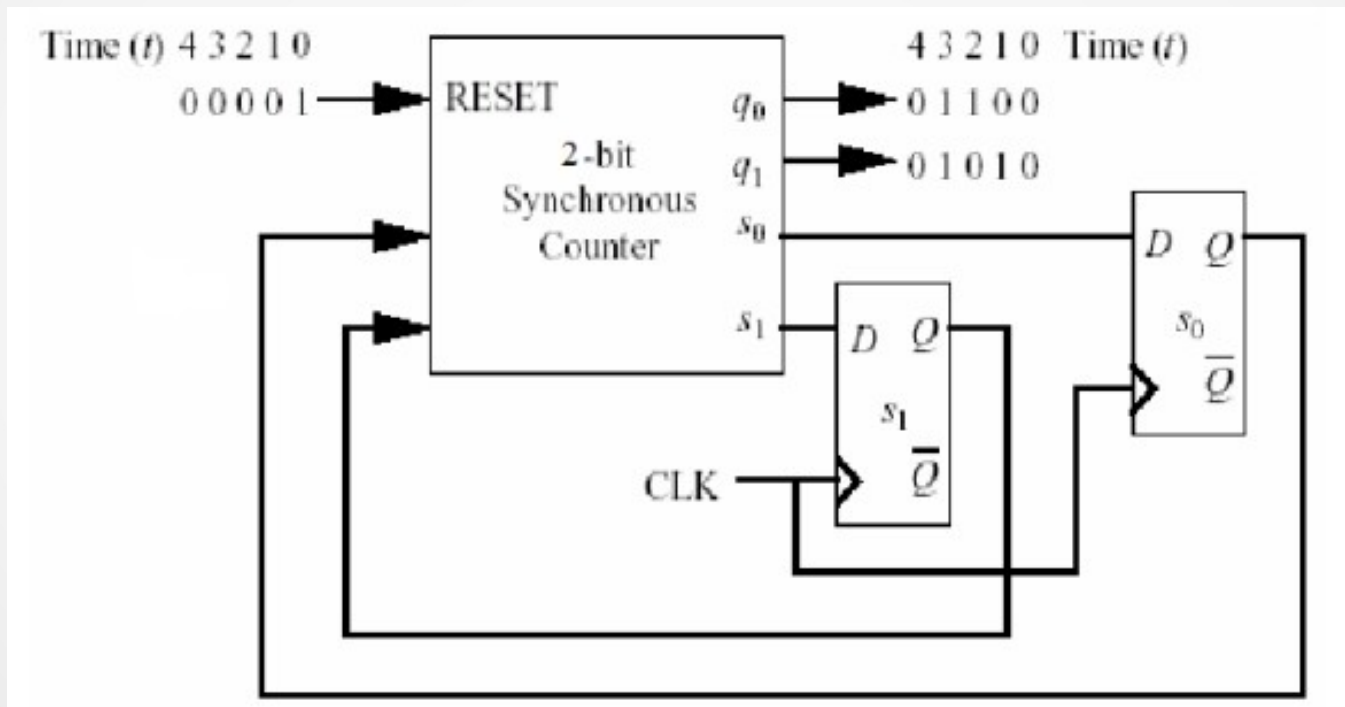 Time (t) 4 3 2 1 0
0 0 0 0 1
RESET
2-bit
Synchronous
Counter
q₀
q₁
s₀
s₁
4 3 2 1 0 Time (t)
0 1 1 0 0
0 1 0 1 0
D Q
s₀
Q̅
D Q
s₁
Q̅
CLK